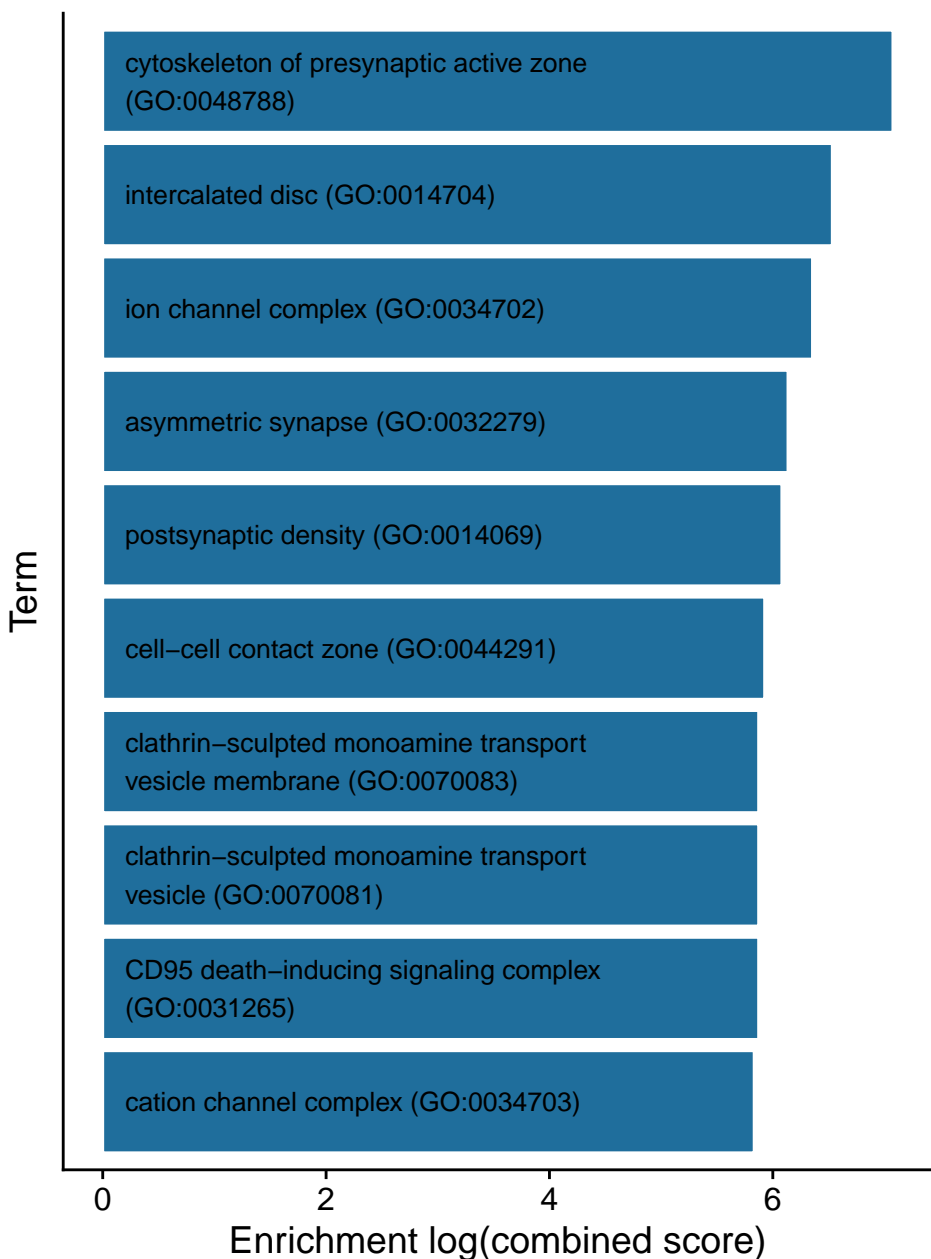 cytoskeleton of presynaptic active zone
(GO:0048788)
intercalated disc (GO:0014704)
ion channel complex (GO:0034702)
asymmetric synapse (GO:0032279)
postsynaptic density (GO:0014069)
cell−cell contact zone (GO:0044291)
clathrin−sculpted monoamine transport
vesicle membrane (GO:0070083)
clathrin−sculpted monoamine transport
vesicle (GO:0070081)
CD95 death−inducing signaling complex
(GO:0031265)
cation channel complex (GO:0034703)
Term
0 2 4 6
Enrichment log(combined score)